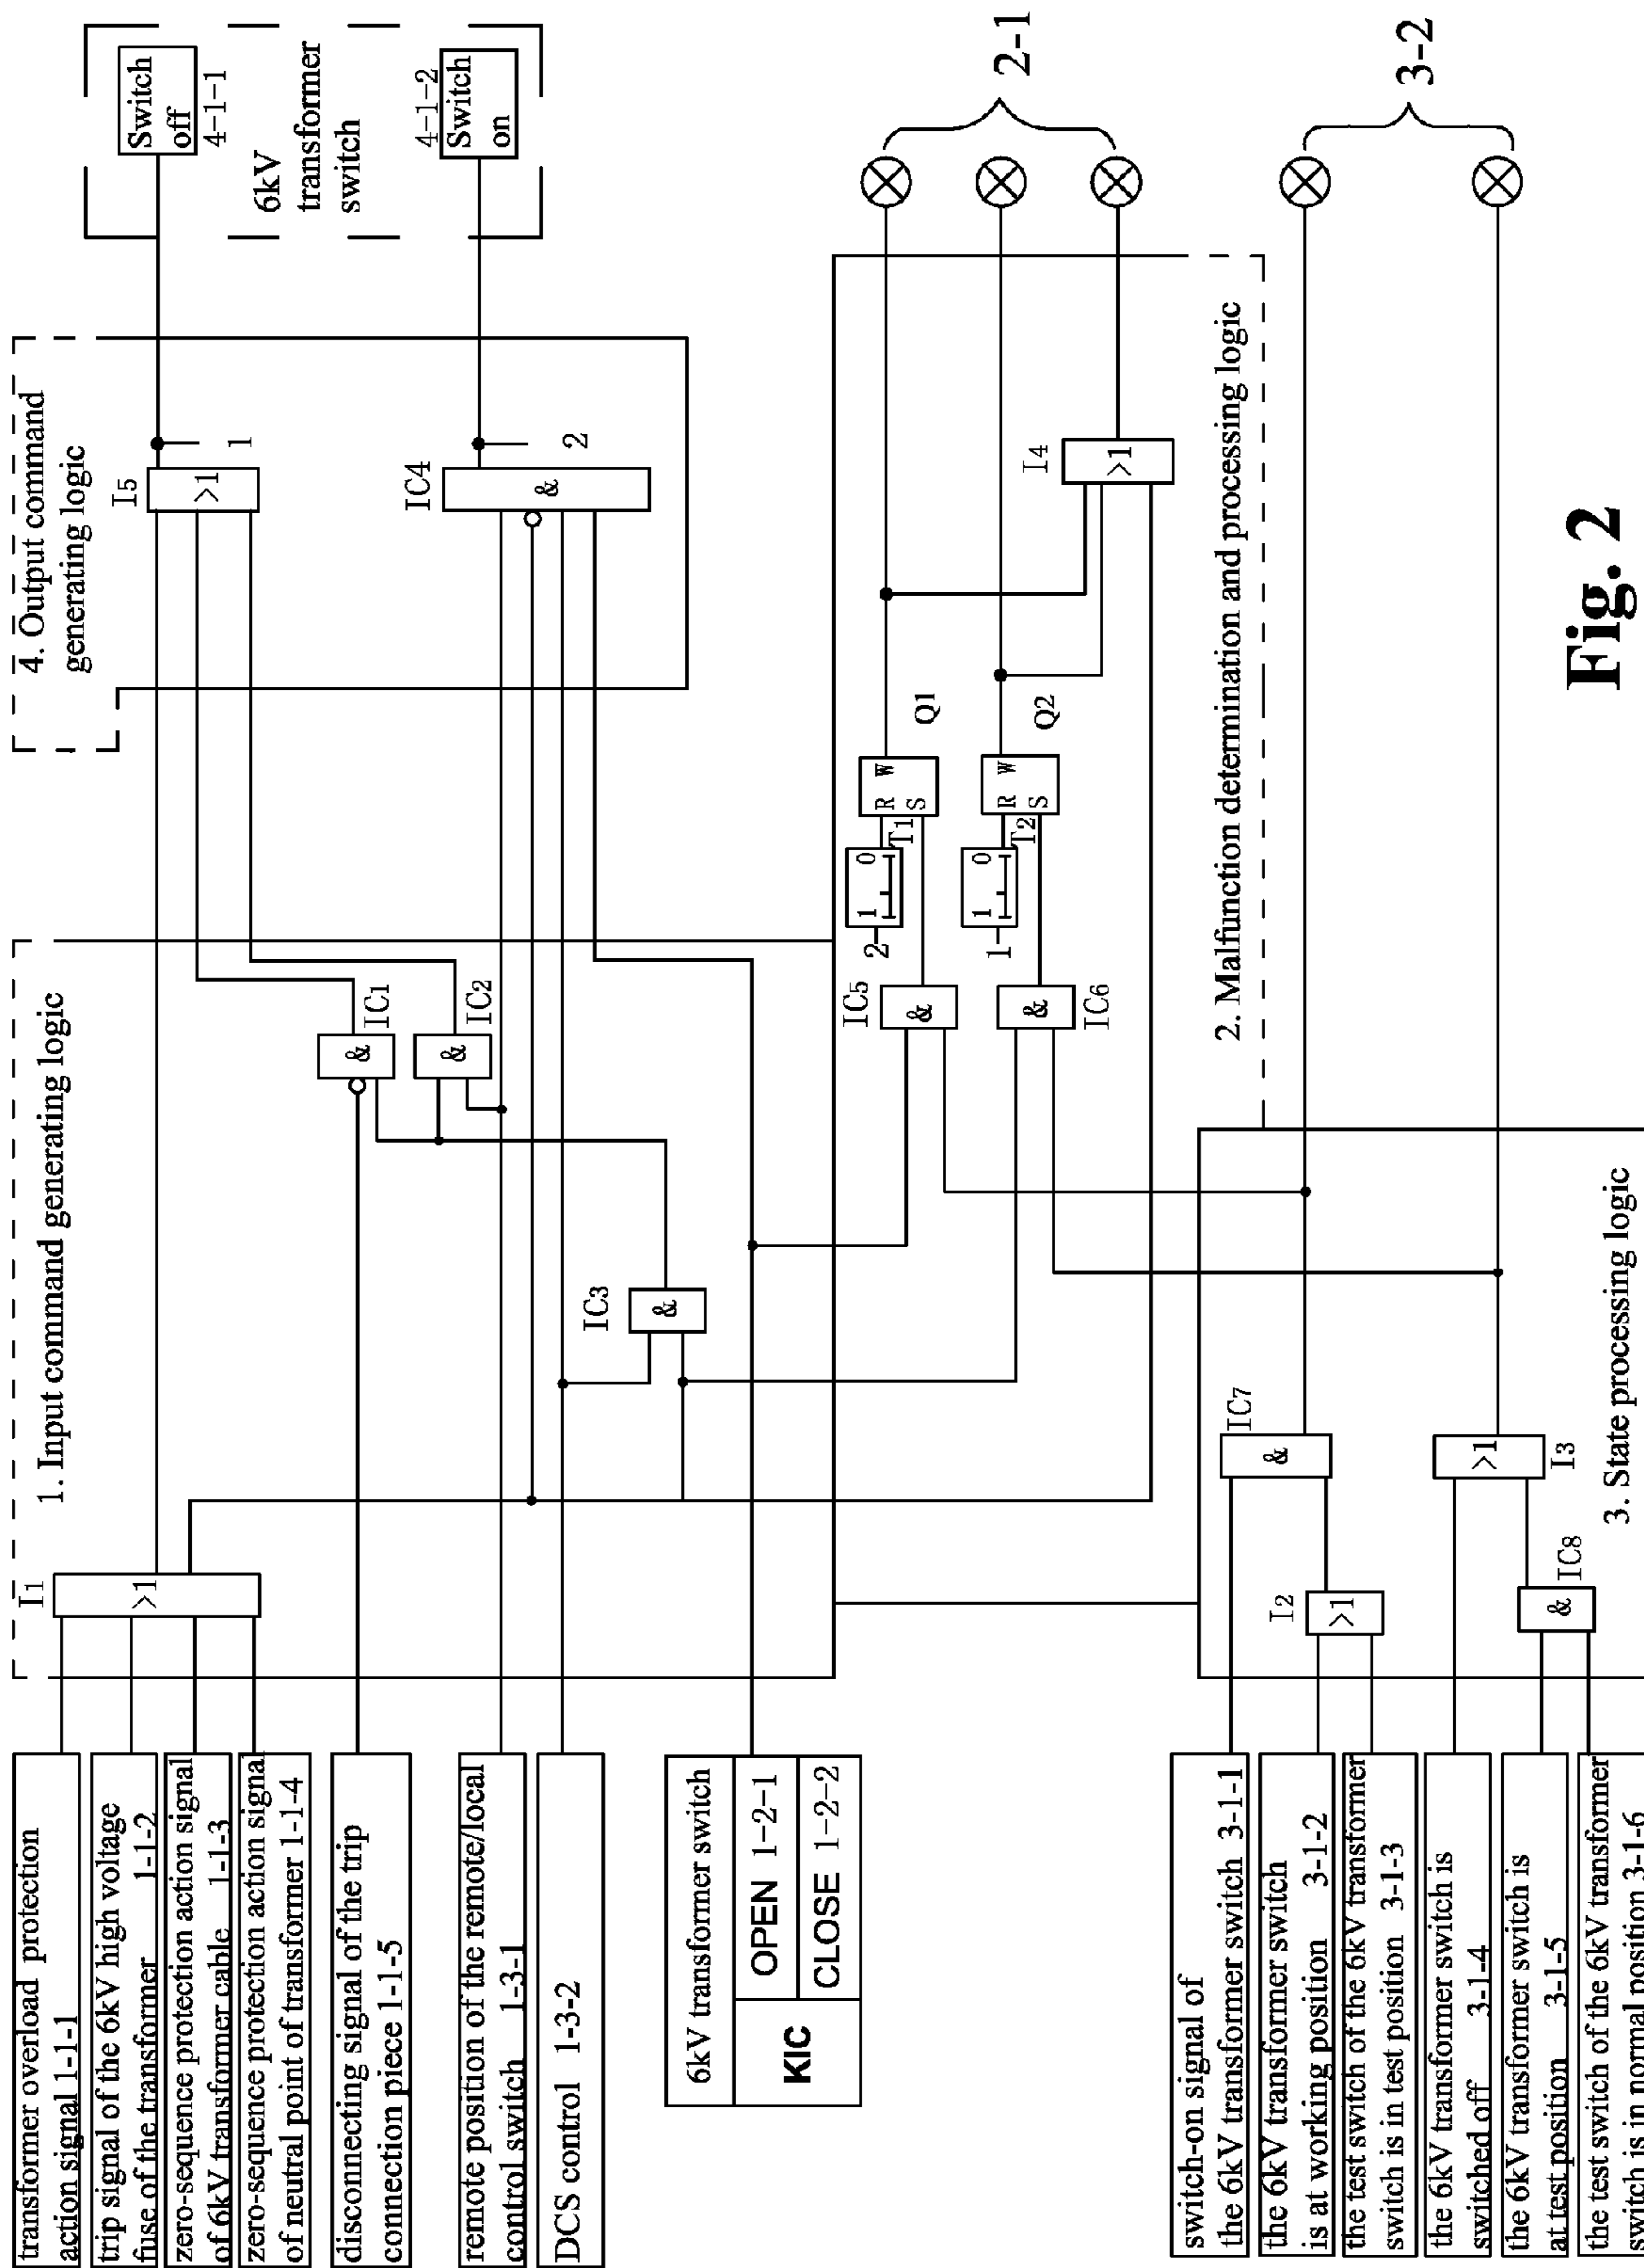 transformer overload protection
action signal 1-1-1
trip signal of the 6kV high voltage
fuse of the transformer 1-1-2
zero-sequence protection action signal
of 6kV transformer cable 1-1-3
zero-sequence protection action signal
of neutral point of transformer 1-1-4
disconnecting signal of the trip
connection piece 1-1-5
remote position of the remote/local
control switch 1-3-1
DCS control 1-3-2
6kV transformer switch
KIC
OPEN 1-2-1
CLOSE 1-2-2
switch-on signal of
the 6kV transformer switch 3-1-1
the 6kV transformer switch
is at working position 3-1-2
the test switch of the 6kV transformer
switch is in test position 3-1-3
the 6kV transformer switch is
switched off 3-1-4
the 6kV transformer switch is
at test position 3-1-5
the test switch of the 6kV transformer
switch is in normal position 3-1-6
1. Input command generating logic
I1
>1
IC1
&
IC2
&
IC3
&
4. Output command
generating logic
I5
>1
1
IC4
&
2
Switch
off
4-1-1
6kV
transformer
switch
4-1-2
Switch
on
2. Malfunction determination and processing logic
IC5
&
IC6
&
2
1 0
T1
R W
S
Q1
1
1 0
T2
R W
S
Q2
I4
>1
2-1
3. State processing logic
IC7
&
I2
>1
I3
>1
IC8
&
3-2
Fig. 2